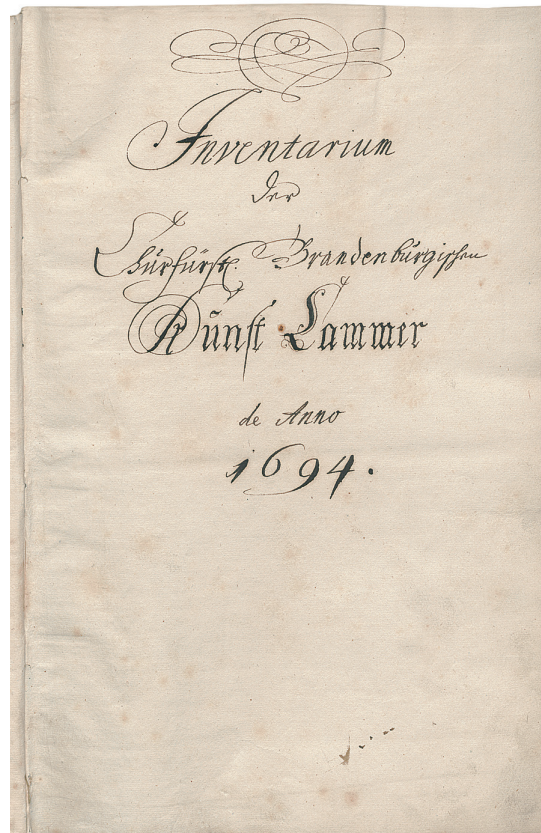 Inventarium
der
Churfürstl. Brandenburgischen
Kunst Cammer
de Anno
1694.